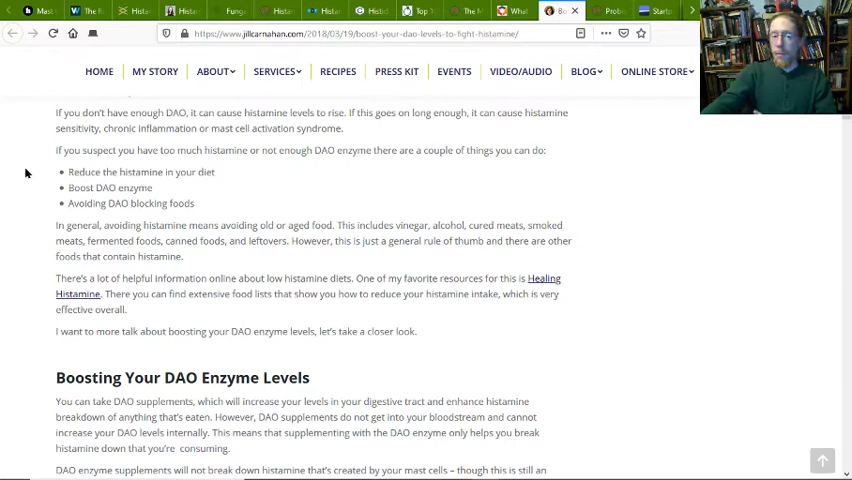 Mast
The R
Hista
Histar
Funga
Histar
Histid
Top T
The M
What
Bo
Prob
Startp
https://www.jillcarnahan.com/2018/03/19/boost-your-dao-levels-to-fight-histamine/
HOME MY STORY ABOUT SERVICES RECIPES PRESS KIT EVENTS VIDEO/AUDIO BLOG ONLINE STORE
If you don't have enough DAO, it can cause histamine levels to rise. If this goes on long enough, it can cause histamine
sensitivity, chronic inflammation or mast cell activation syndrome.
If you suspect you have too much histamine or not enough DAO enzyme there are a couple of things you can do:
• Reduce the histamine in your diet
• Boost DAO enzyme
• Avoiding DAO blocking foods
In general, avoiding histamine means avoiding old or aged food. This includes vinegar, alcohol, cured meats, smoked
meats, fermented foods, canned foods, and leftovers. However, this is just a general rule of thumb and there are other
foods that contain histamine.
There's a lot of helpful information online about low histamine diets. One of my favorite resources for this is Healing
Histamine. There you can find extensive food lists that show you how to reduce your histamine intake, which is very
effective overall.
I want to more talk about boosting your DAO enzyme levels, let's take a closer look.
Boosting Your DAO Enzyme Levels
You can take DAO supplements, which will increase your levels in your digestive tract and enhance histamine
breakdown of anything that's eaten. However, DAO supplements do not get into your bloodstream and cannot
increase your DAO levels internally. This means that supplementing with the DAO enzyme only helps you break
histamine down that you're consuming.
DAO enzyme supplements will not break down histamine that's created by your mast cells – though this is still an